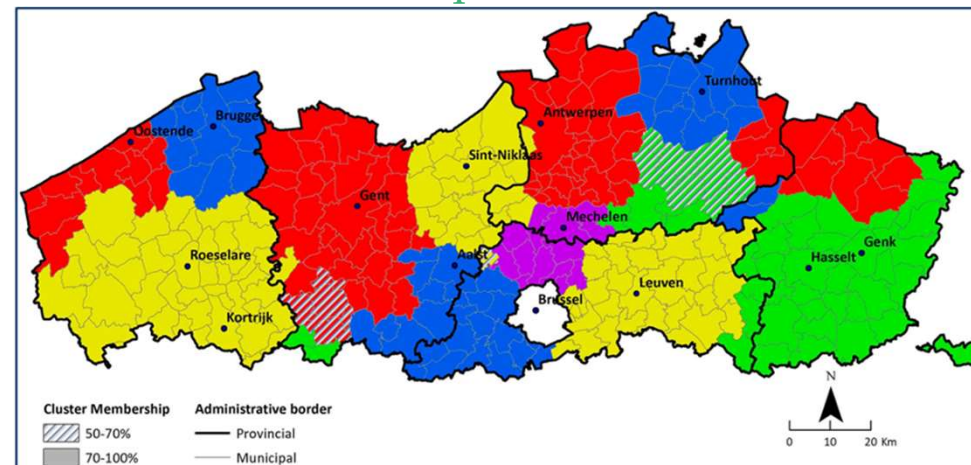 Turnhout
Brugge
Antwerpen
Oostende
Sint-Niklaas
Gent
Mechelen
Genk
Aalst
Roeselare
Hasselt
Leuven
Brussel
Kortrijk
N
Cluster Membership
Administrative border
50-70%
Provincial
70-100%
Municipal
0 10 20 Km